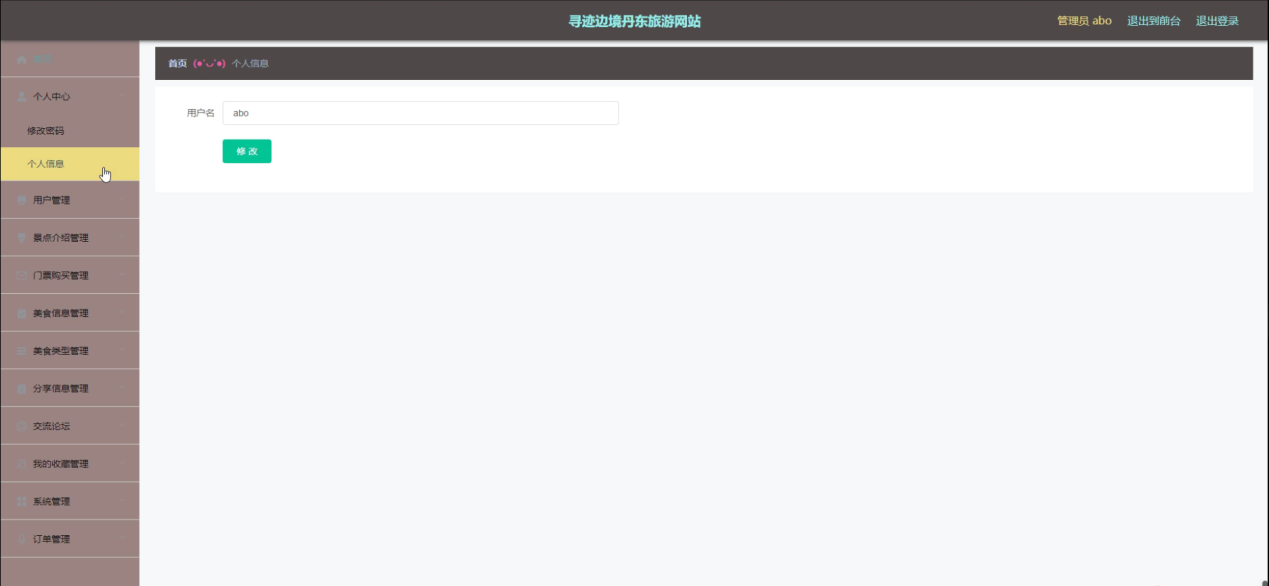 寻迹边境丹东旅游网站
管理员 abo 退出到前台 退出登录
首页 (●'◡'●) 个人信息
用户名 abo
修 改
个人中心
修改密码
个人信息
用户管理
景点介绍管理
门票购买管理
美食信息管理
美食类型管理
分享信息管理
交流论坛
我的收藏管理
系统管理
订单管理